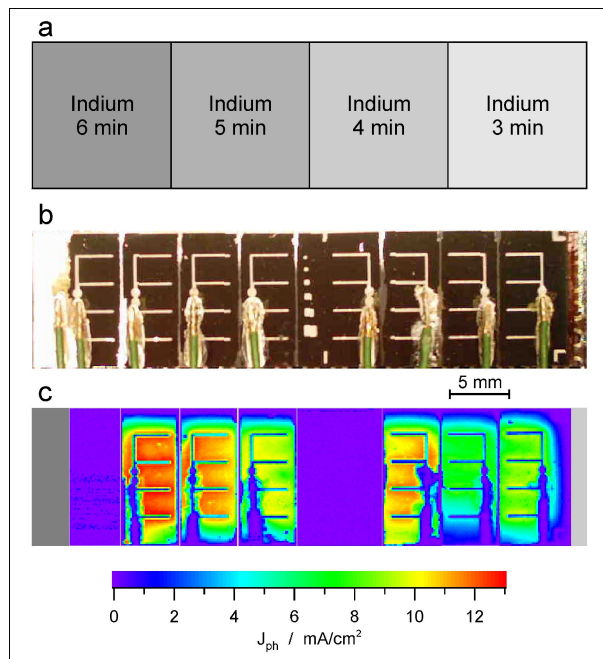 a
Indium
6 min
Indium
5 min
Indium
4 min
Indium
3 min
b
c
5 mm
0 2 4 6 8 10 12
J_ph / mA/cm²